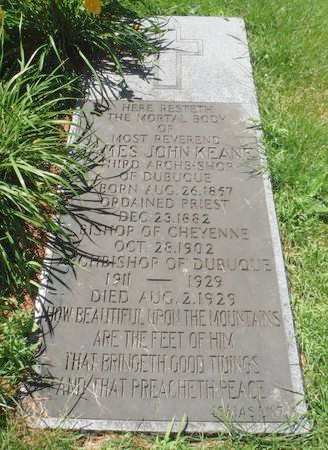 HERE RESTETH
THE MORTAL BODY
OF
MOST REVEREND
JAMES JOHN KEANE
THIRD ARCHBISHOP
OF DUBUQUE
BORN AUG. 26. 1857
ORDAINED PRIEST
DEC. 23. 1882
BISHOP OF CHEYENNE
OCT. 28. 1902
ARCHBISHOP OF DUBUQUE
1911 — 1929
DIED AUG. 2. 1929
HOW BEAUTIFUL UPON THE MOUNTAINS
ARE THE FEET OF HIM
THAT BRINGETH GOOD TIDINGS
AND THAT PREACHETH PEACE
ISAIAS